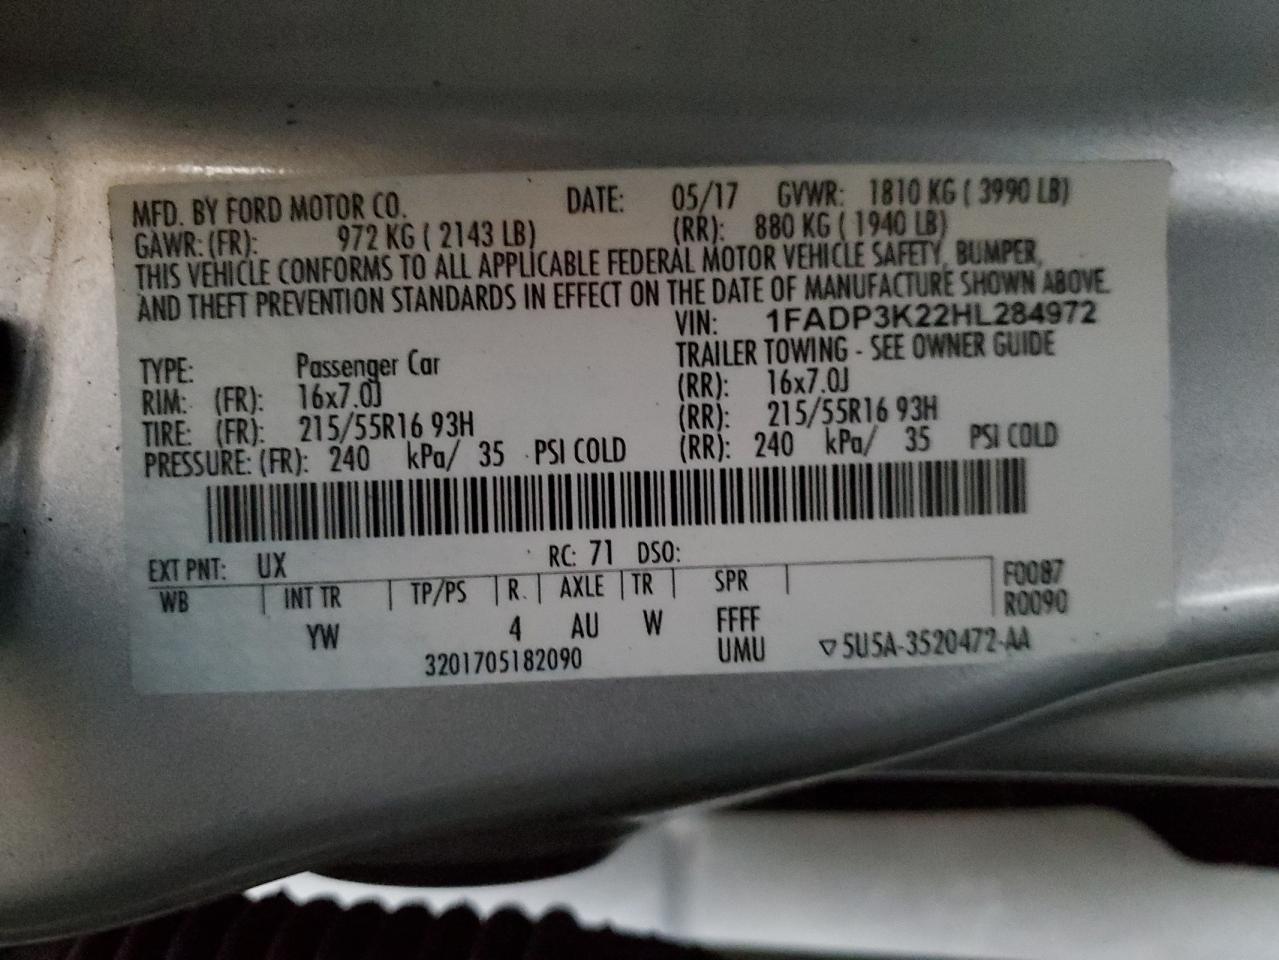 MFD. BY FORD MOTOR CO. DATE: 05/17 GVWR: 1810 KG ( 3990 LB)
GAWR: (FR): 972 KG ( 2143 LB) (RR): 880 KG ( 1940 LB)
THIS VEHICLE CONFORMS TO ALL APPLICABLE FEDERAL MOTOR VEHICLE SAFETY, BUMPER,
AND THEFT PREVENTION STANDARDS IN EFFECT ON THE DATE OF MANUFACTURE SHOWN ABOVE.
VIN: 1FADP3K22HL284972
TYPE: Passenger Car TRAILER TOWING - SEE OWNER GUIDE
RIM: (FR): 16x7.0J (RR): 16x7.0J
TIRE: (FR): 215/55R16 93H (RR): 215/55R16 93H
PRESSURE: (FR): 240 kPa/ 35 PSI COLD (RR): 240 kPa/ 35 PSI COLD
EXT PNT: UX RC: 71 DSO:
WB INT TR TP/PS R. AXLE TR SPR F0087
R0090
YW 4 AU W FFFF
3201705182090 UMU ▽5U5A-3520472-AA